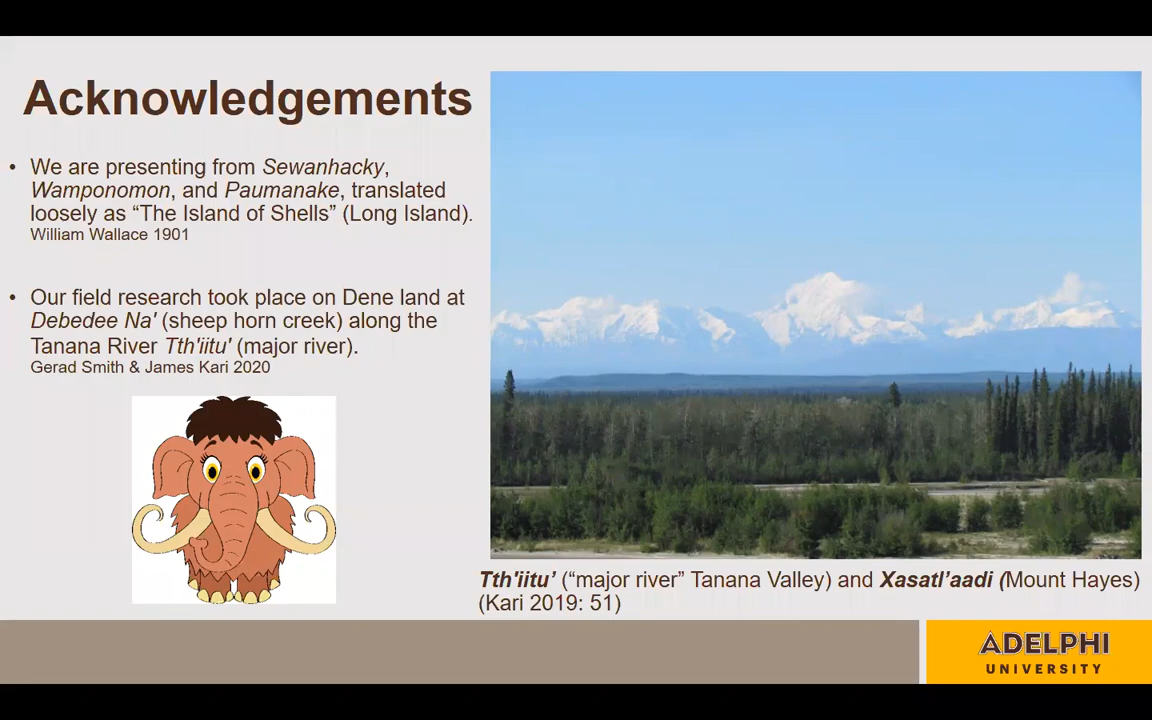 Acknowledgements
• We are presenting from Sewanhacky,
Wamponomon, and Paumanake, translated
loosely as “The Island of Shells” (Long Island).
William Wallace 1901
• Our field research took place on Dene land at
Debedee Na' (sheep horn creek) along the
Tanana River Tth'iitu' (major river).
Gerad Smith & James Kari 2020
Tth'iitu’ (“major river” Tanana Valley) and Xasatl’aadi (Mount Hayes)
(Kari 2019: 51)
ADELPHI
UNIVERSITY